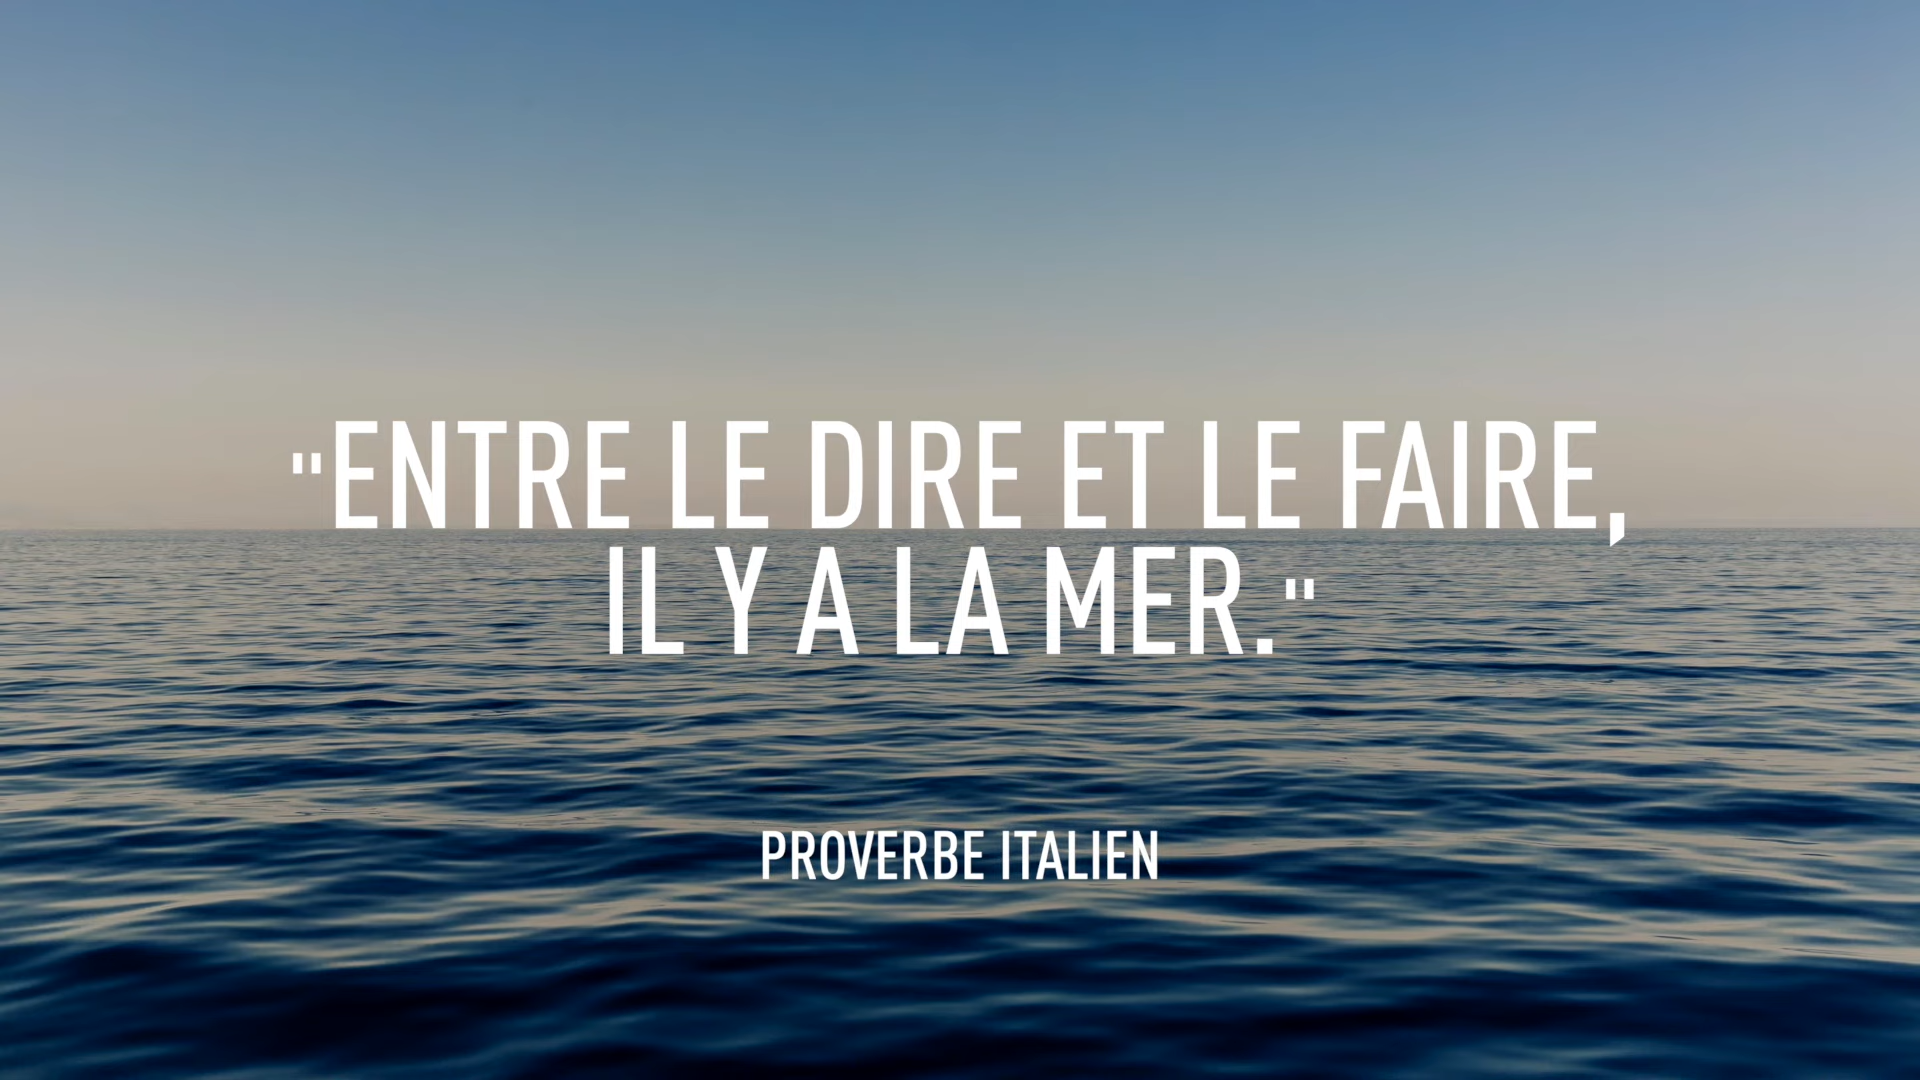 "ENTRE LE DIRE ET LE FAIRE,
IL Y A LA MER."
PROVERBE ITALIEN